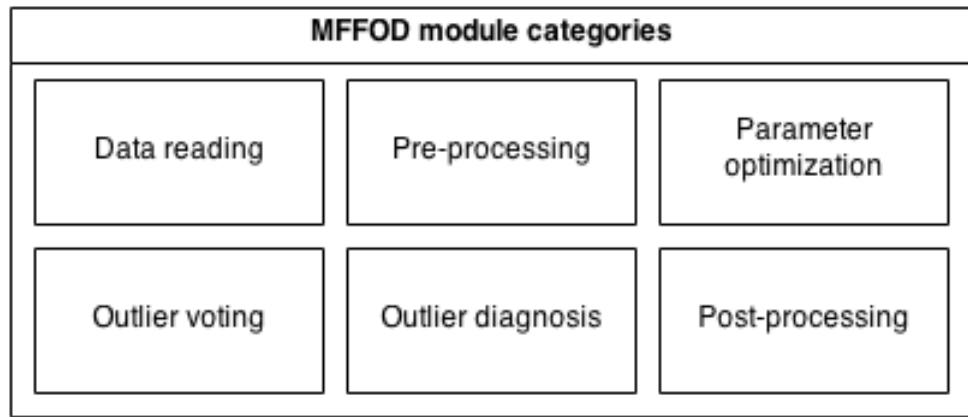 MFFOD module categories
Data reading
Pre-processing
Parameter
optimization
Outlier voting
Outlier diagnosis
Post-processing